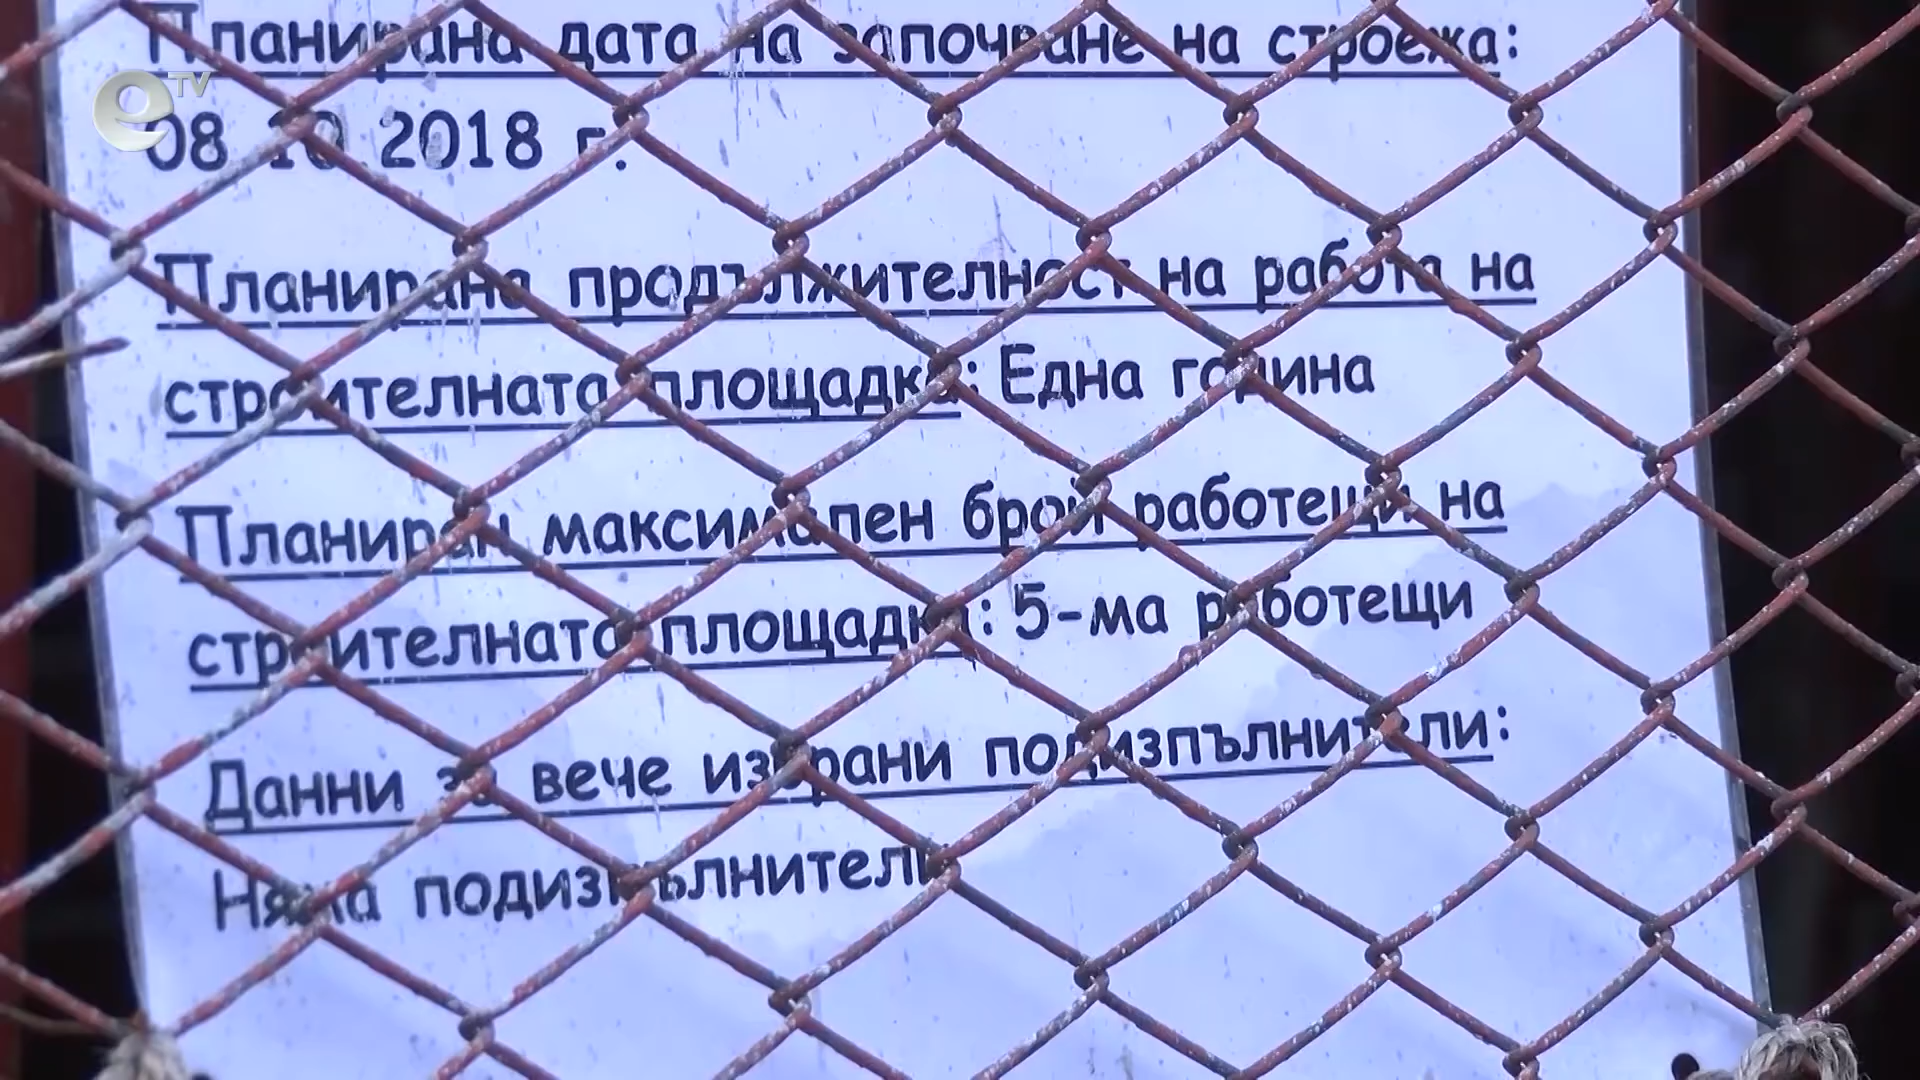 Планирана дата на започване на строежа:
e TV
08 10 2018 г.
Планирана продължителност на работа на
строителната площадка: Една година
Планиран максимален брой работещи на
строителната площадка: 5-ма работещи
Данни за вече избрани подизпълнители:
Няма подизпълнители